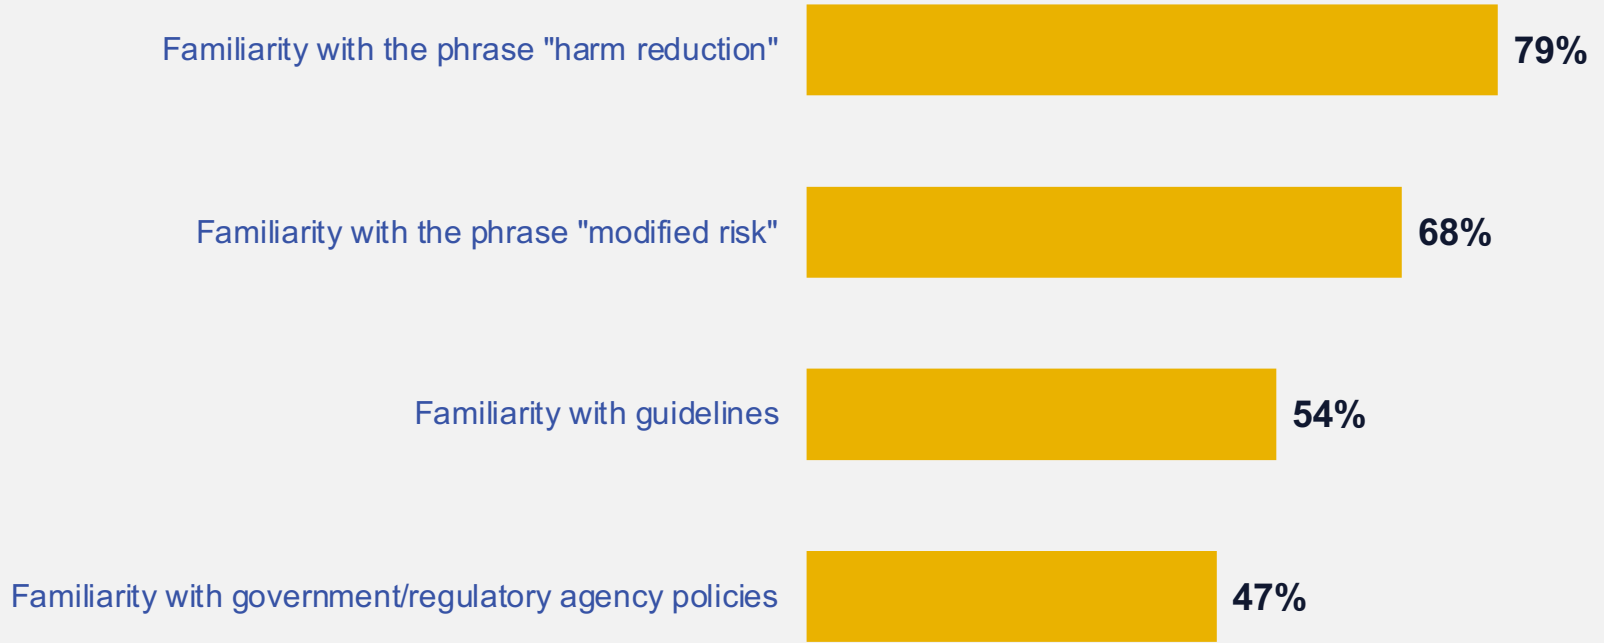 Familiarity with the phrase "harm reduction" 79%
Familiarity with the phrase "modified risk" 68%
Familiarity with guidelines 54%
Familiarity with government/regulatory agency policies 47%